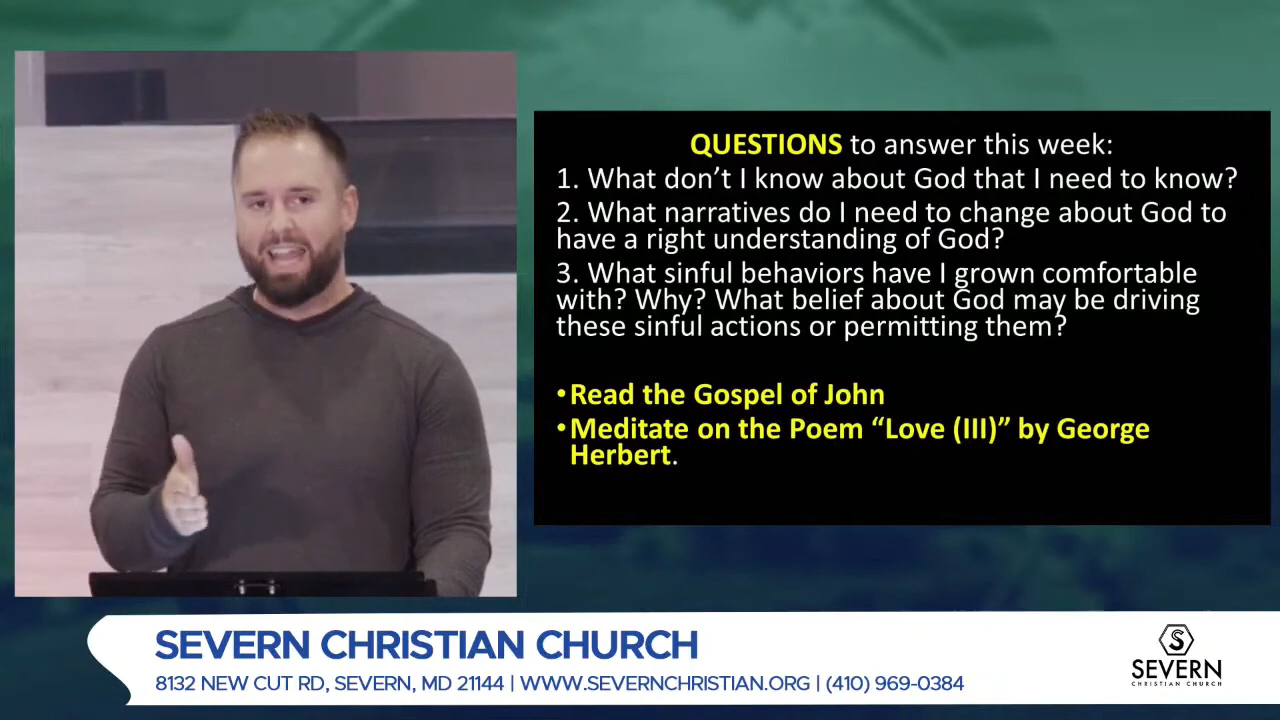 QUESTIONS to answer this week:
1. What don’t I know about God that I need to know?
2. What narratives do I need to change about God to
have a right understanding of God?
3. What sinful behaviors have I grown comfortable
with? Why? What belief about God may be driving
these sinful actions or permitting them?
•Read the Gospel of John
•Meditate on the Poem “Love (III)” by George
Herbert.
SEVERN CHRISTIAN CHURCH
8132 NEW CUT RD, SEVERN, MD 21144 | WWW.SEVERNCHRISTIAN.ORG | (410) 969-0384
S
SEVERN
CHRISTIAN CHURCH